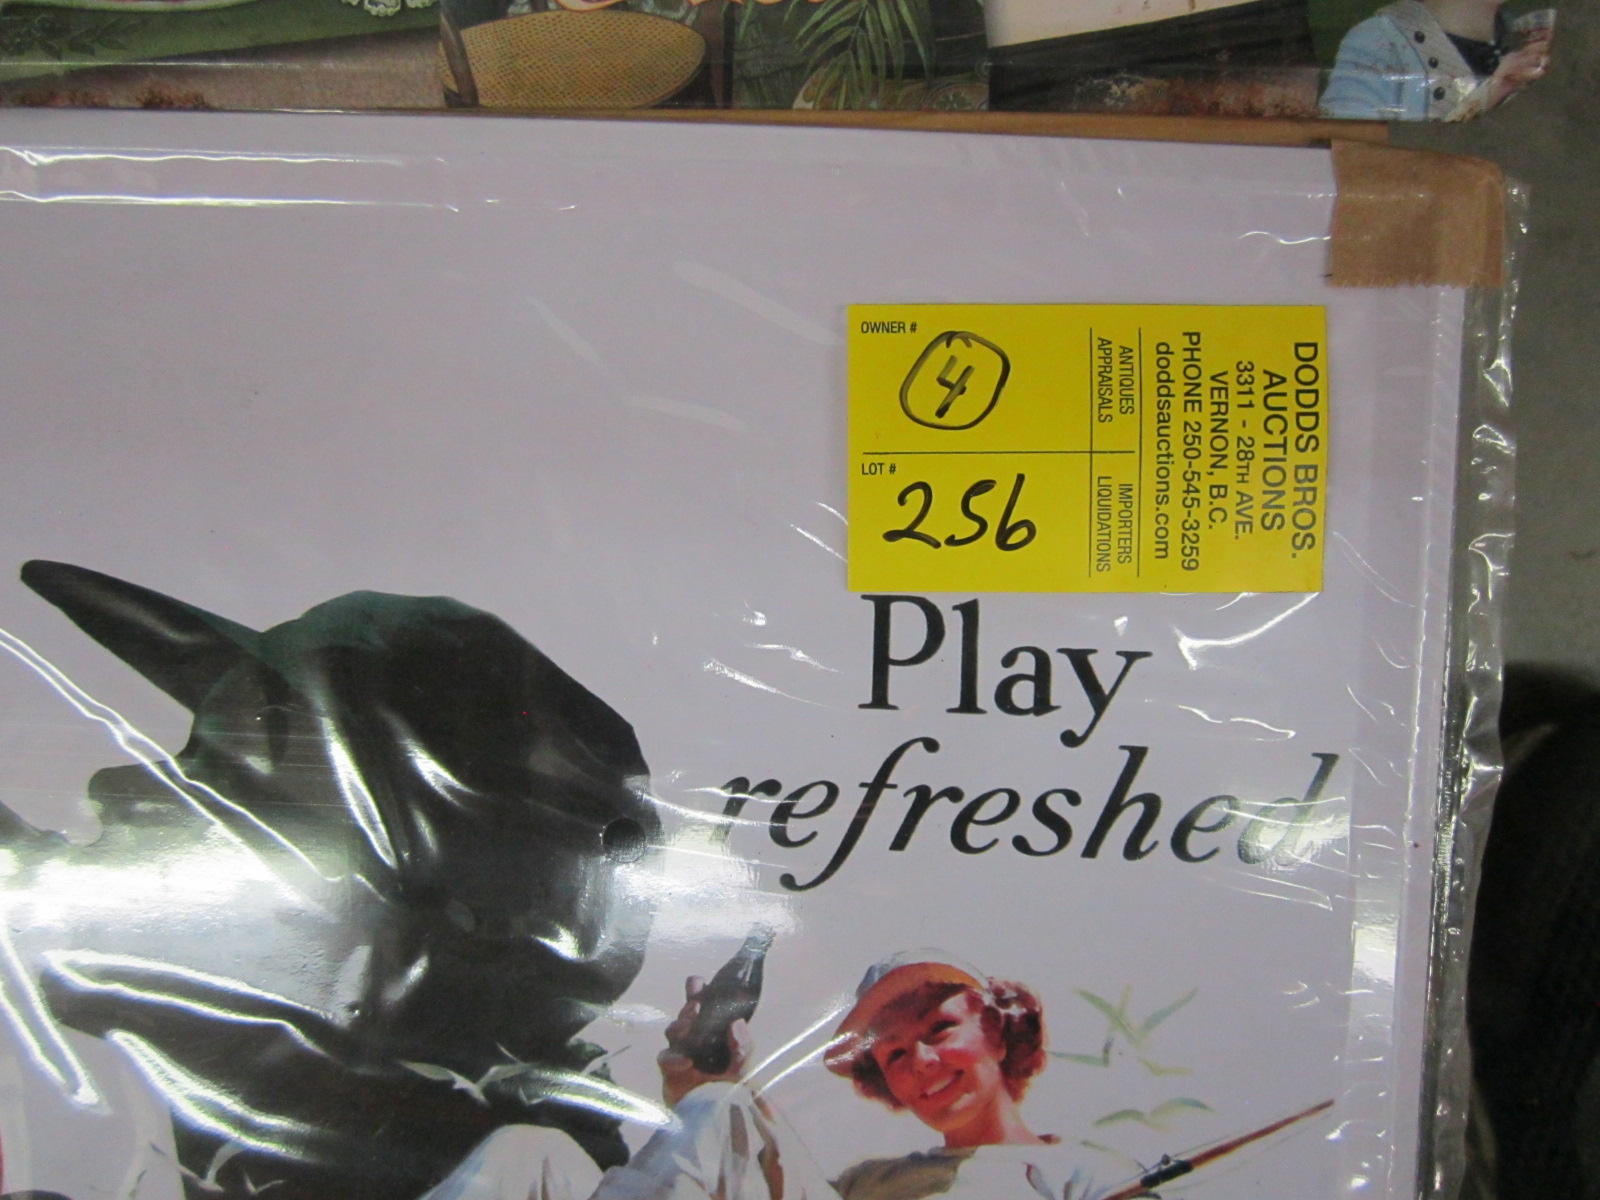 OWNER #
4
LOT #
256
ANTIQUES
APPRAISALS
IMPORTERS
LIQUIDATIONS
DODDS BROS.
AUCTIONS
3311 - 28TH AVE.
VERNON, B.C.
PHONE 250-545-3259
doddsauctions.com
Play
refreshed